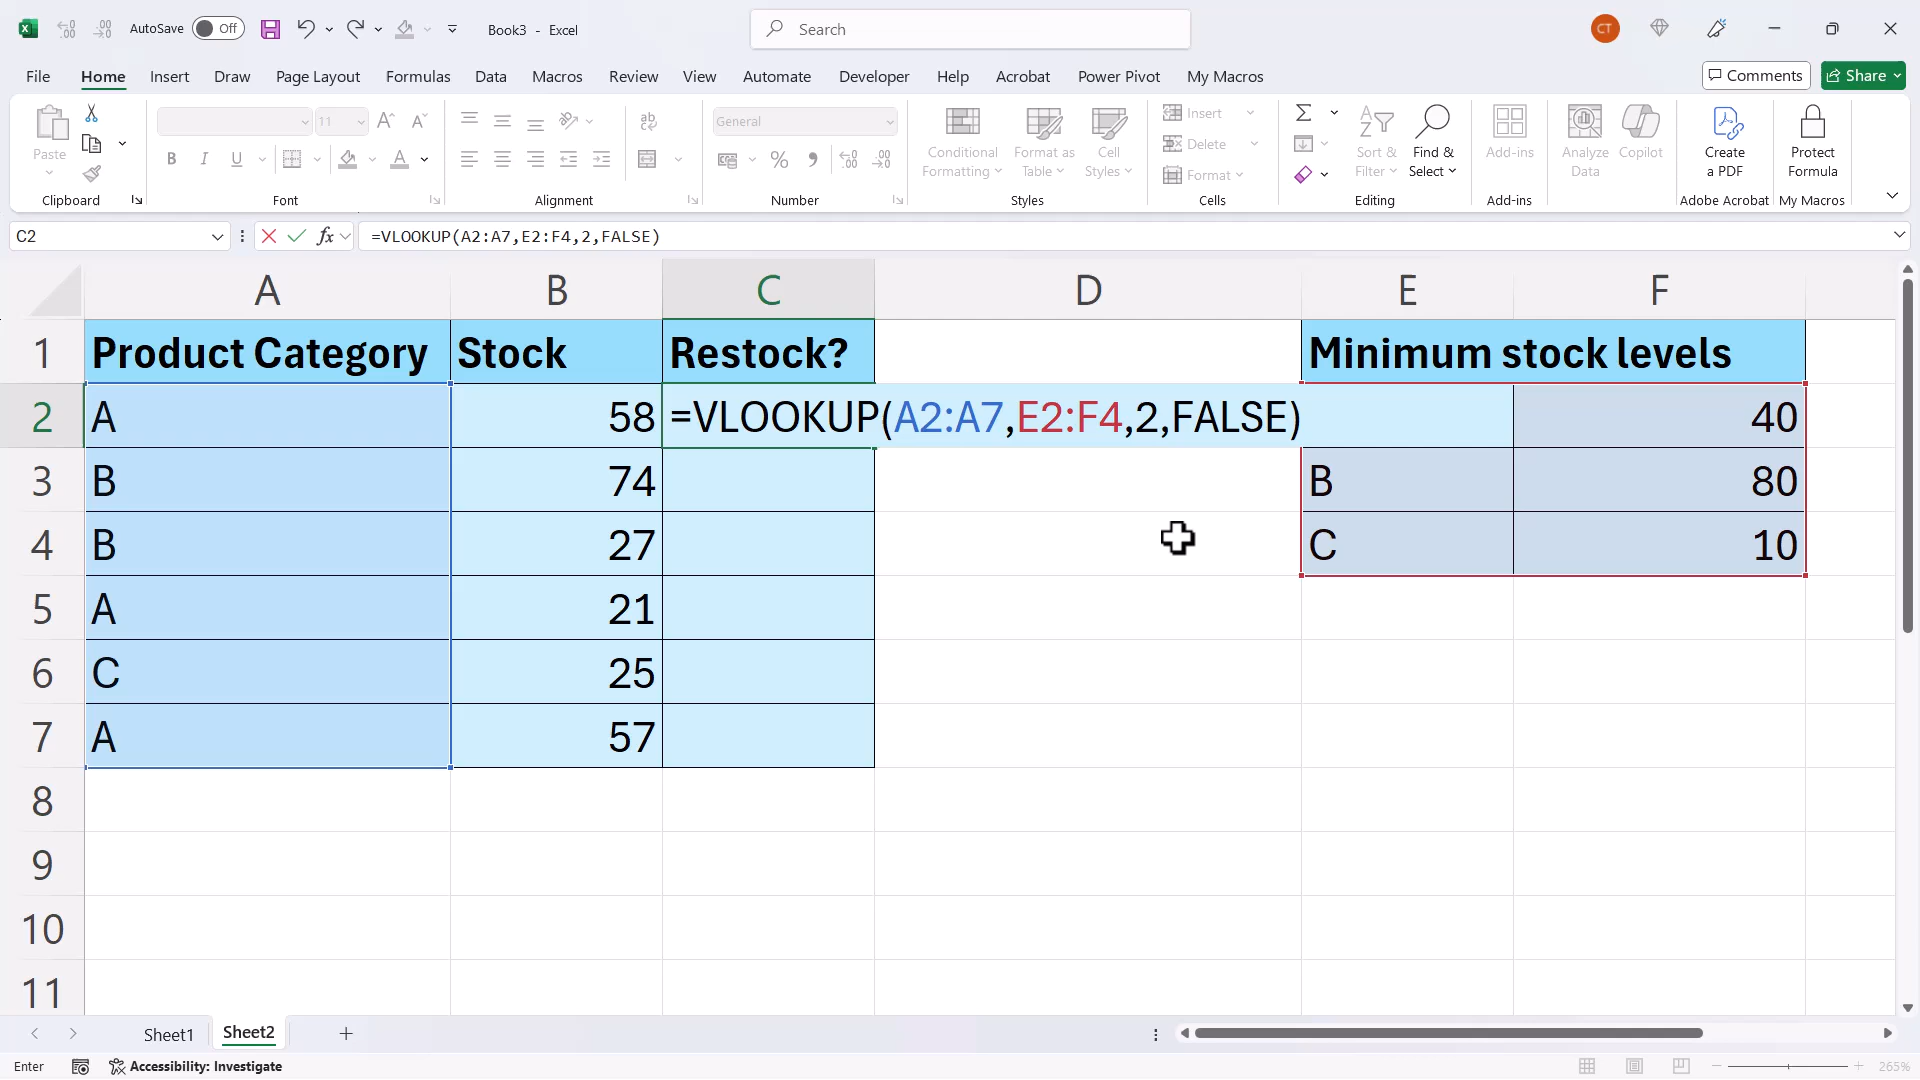 AutoSave Off Book3 - Excel Search CT
File Home Insert Draw Page Layout Formulas Data Macros Review View Automate Developer Help Acrobat Power Pivot My Macros Comments Share
11 General Insert
Paste Conditional Format as Cell Delete Sort & Find & Add-ins Analyze Copilot Create Protect
B I U Formatting Table Styles Format Filter Select Data a PDF Formula
Clipboard Font Alignment Number Styles Cells Editing Add-ins Adobe Acrobat My Macros
C2 fx =VLOOKUP(A2:A7,E2:F4,2,FALSE)
A B C D E F
1 Product Category Stock Restock? Minimum stock levels
2 A 58 =VLOOKUP(A2:A7,E2:F4,2,FALSE) 40
3 B 74 B 80
4 B 27 C 10
5 A 21
6 C 25
7 A 57
8
9
10
11
Sheet1 Sheet2
Enter Accessibility: Investigate 265%